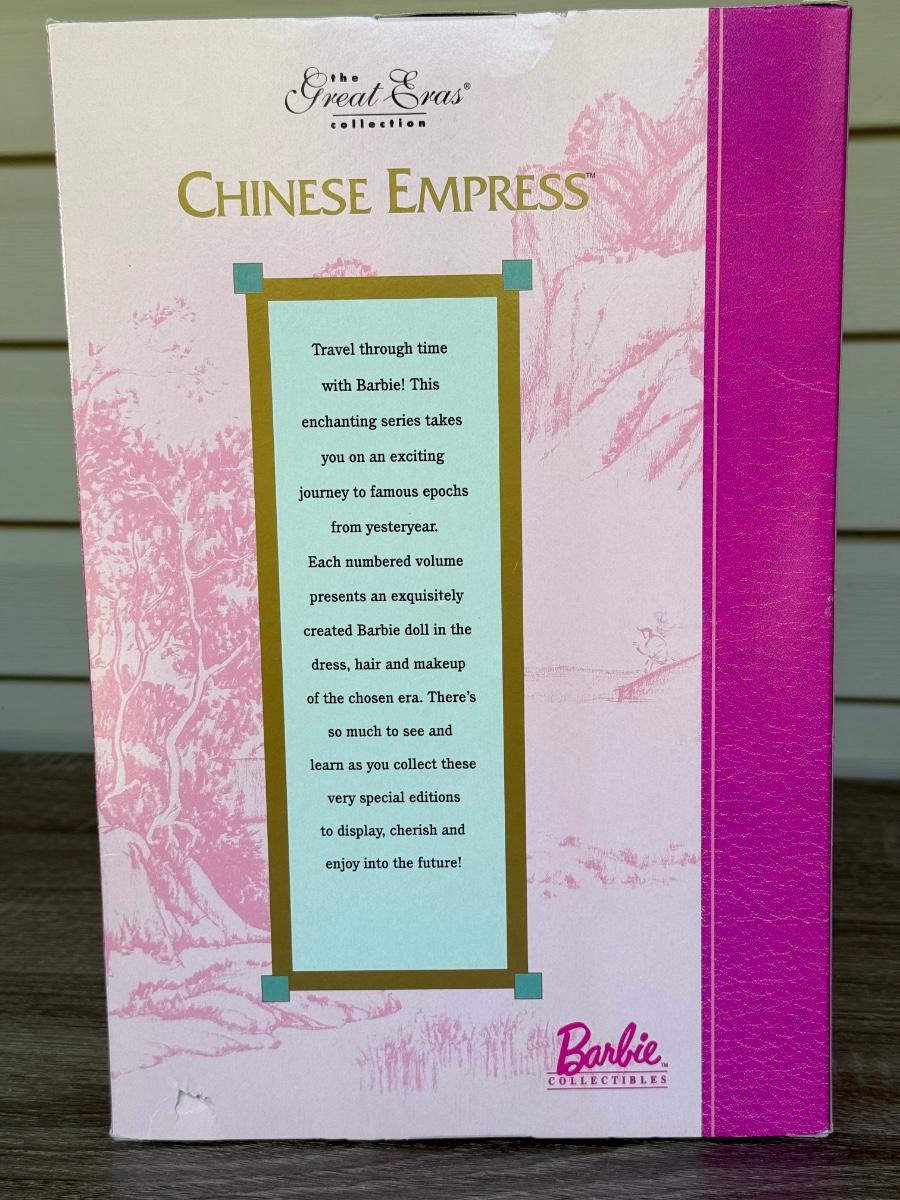 the
Great Eras®
collection
CHINESE EMPRESS™
Travel through time
with Barbie! This
enchanting series takes
you on an exciting
journey to famous epochs
from yesteryear.
Each numbered volume
presents an exquisitely
created Barbie doll in the
dress, hair and makeup
of the chosen era. There's
so much to see and
learn as you collect these
very special editions
to display, cherish and
enjoy into the future!
Barbie™
COLLECTIBLES